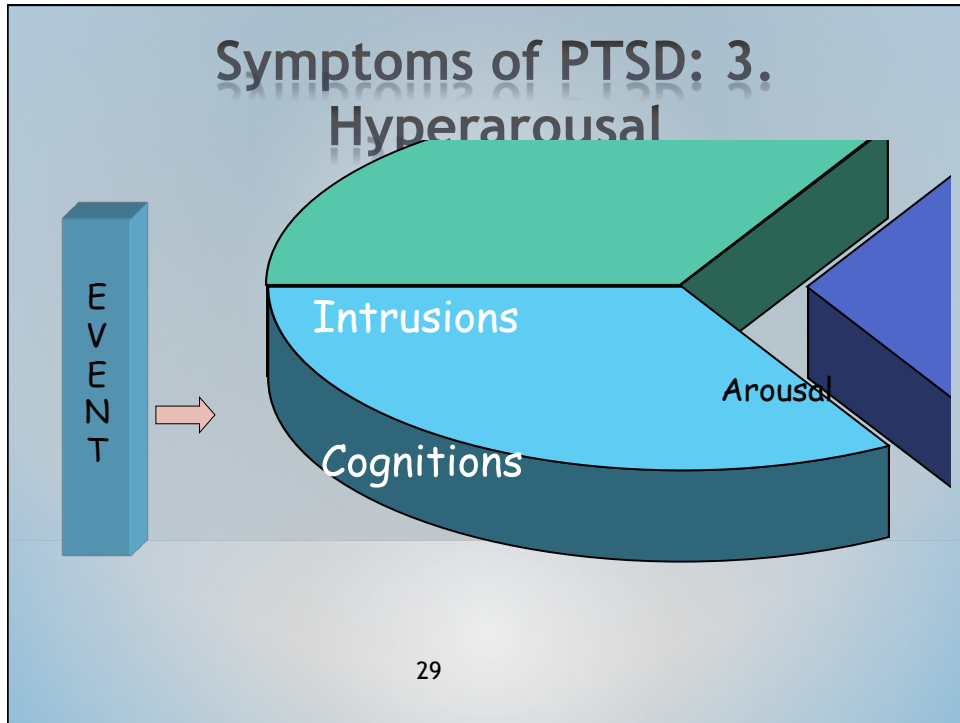 Symptoms of PTSD: 3.
Hyperarousal
E
V
E
N
T
Intrusions
Arousal
Cognitions
29